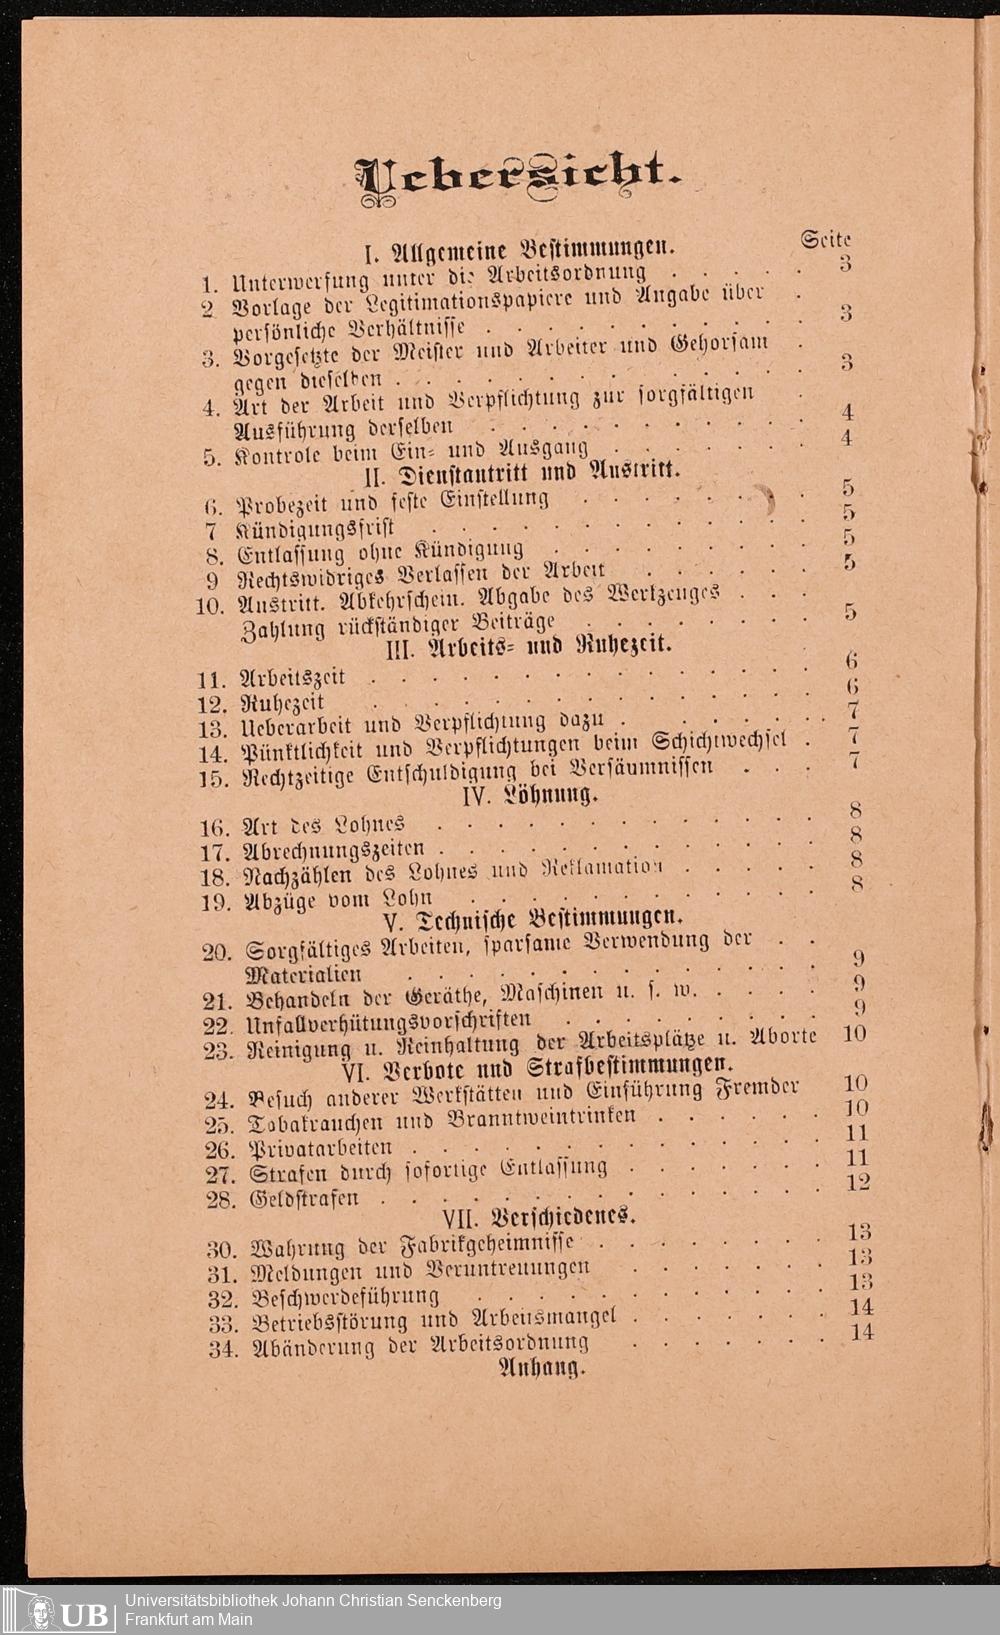 Uebersicht.
Seite
I. Allgemeine Bestimmungen.
1. Unterwerfung unter die Arbeitsordnung . . . . . 3
2 Vorlage der Legitimationspapiere und Angabe über .
persönliche Verhältnisse . . . . . . . . . . . 3
3. Vorgesetzte der Meister und Arbeiter und Gehorsam .
gegen dieselben . . . . . . . . . . . . . . 3
4. Art der Arbeit und Verpflichtung zur sorgfältigen .
Ausführung derselben . . . . . . . . . . . 4
5. Kontrole beim Ein- und Ausgang . . . . . . . 4
II. Dienstantritt und Austritt.
6. Probezeit und feste Einstellung . . . . . . . . 5
7 Kündigungsfrist . . . . . . . . . . . . . 5
8. Entlassung ohne Kündigung . . . . . . . . . 5
9 Rechtswidriges Verlassen der Arbeit . . . . . . 5
10. Austritt. Abkehrschein. Abgabe des Werkzeuges . . .
Zahlung rückständiger Beiträge . . . . . . . . 5
III. Arbeits- und Ruhezeit.
11. Arbeitszeit . . . . . . . . . . . . . . . 6
12. Ruhezeit . . . . . . . . . . . . . . . 6
13. Ueberarbeit und Verpflichtung dazu . . . . . . . 7
14. Pünktlichkeit und Verpflichtungen beim Schichtwechsel . 7
15. Rechtzeitige Entschuldigung bei Versäumnissen . . . 7
IV. Löhnung.
16. Art des Lohnes . . . . . . . . . . . . . 8
17. Abrechnungszeiten . . . . . . . . . . . . . 8
18. Nachzählen des Lohnes und Reklamation . . . . . 8
19. Abzüge vom Lohn . . . . . . . . . . . . 8
V. Technische Bestimmungen.
20. Sorgfältiges Arbeiten, sparsame Verwendung der . .
Materialien . . . . . . . . . . . . . . 9
21. Behandeln der Geräthe, Maschinen u. s. w. . . . . 9
22. Unfallverhütungsvorschriften . . . . . . . . . 9
23. Reinigung u. Reinhaltung der Arbeitsplätze u. Aborte 10
VI. Verbote und Strafbestimmungen.
24. Besuch anderer Werkstätten und Einführung Fremder 10
25. Tabakrauchen und Branntweintrinken . . . . . . 10
26. Privatarbeiten . . . . . . . . . . . . . . 11
27. Strafen durch sofortige Entlassung . . . . . . . 11
28. Geldstrafen . . . . . . . . . . . . . . . 12
VII. Verschiedenes.
30. Wahrung der Fabrikgeheimnisse . . . . . . . . 13
31. Meldungen und Veruntreuungen . . . . . . . 13
32. Beschwerdeführung . . . . . . . . . . . . 13
33. Betriebsstörung und Arbeitsmangel . . . . . . . 14
34. Abänderung der Arbeitsordnung . . . . . . . 14
Anhang.
UB
Universitätsbibliothek Johann Christian Senckenberg
Frankfurt am Main